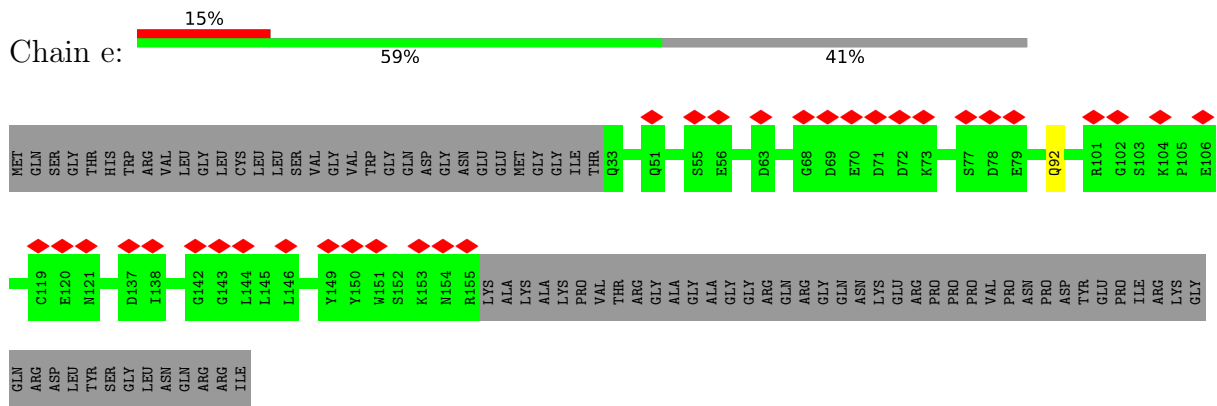 15%
Chain e:
59% 41%
MET GLN SER GLY THR HIS TRP ARG VAL LEU GLY LEU CYS LEU LEU SER VAL GLY VAL TRP GLY GLN ASP GLY ASN GLU GLU MET GLY GLY ILE THR Q33 Q51 S55 E56 D63 G68 D69 E70 D71 D72 K73 S77 D78 E79 Q92 R101 G102 S103 K104 P105 E106
C119 E120 N121 D137 I138 G142 G143 L144 L145 L146 Y149 Y150 W151 S152 K153 N154 R155 LYS ALA LYS ALA LYS PRO VAL THR ARG GLY ALA GLY ALA GLY GLY ARG GLN ARG GLY GLN ASN LYS GLU ARG PRO PRO PRO VAL PRO ASN PRO ASP TYR GLU PRO ILE ARG LYS GLY
GLN ARG ASP LEU TYR SER GLY LEU ASN GLN ARG ARG ILE